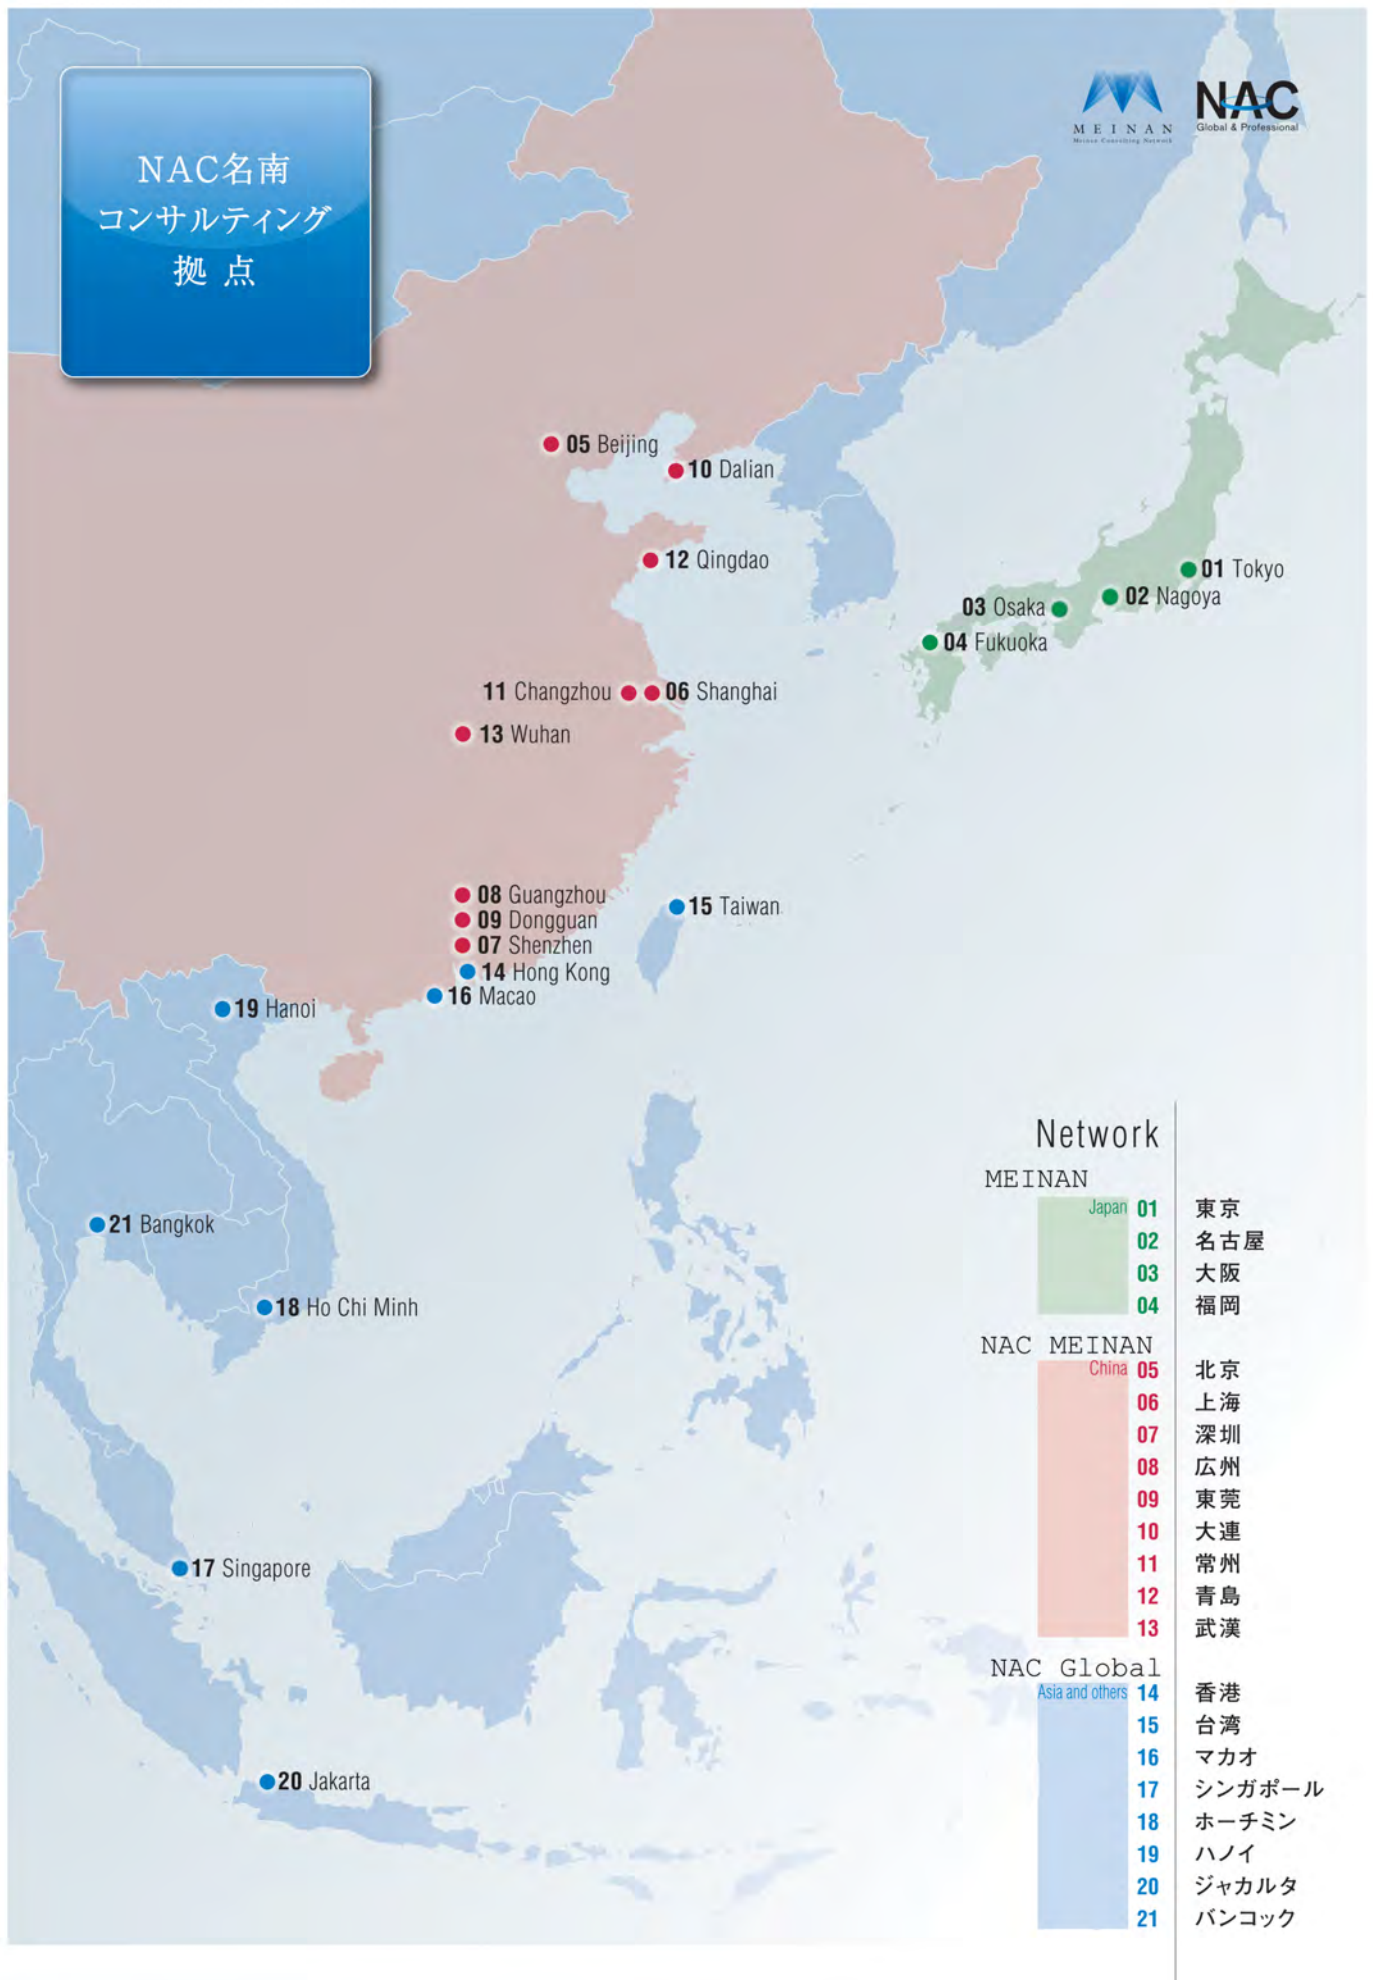 NAC名南
コンサルティング
拠 点
MEINAN
Meinan Consulting Network
NAC
Global & Professional
05 Beijing
10 Dalian
12 Qingdao
01 Tokyo
02 Nagoya
03 Osaka
04 Fukuoka
11 Changzhou
06 Shanghai
13 Wuhan
08 Guangzhou
09 Dongguan
07 Shenzhen
15 Taiwan
14 Hong Kong
16 Macao
19 Hanoi
21 Bangkok
18 Ho Chi Minh
17 Singapore
20 Jakarta
Network
MEINAN
Japan 01 東京
02 名古屋
03 大阪
04 福岡
NAC MEINAN
China 05 北京
06 上海
07 深圳
08 広州
09 東莞
10 大連
11 常州
12 青島
13 武漢
NAC Global
Asia and others 14 香港
15 台湾
16 マカオ
17 シンガポール
18 ホーチミン
19 ハノイ
20 ジャカルタ
21 バンコック